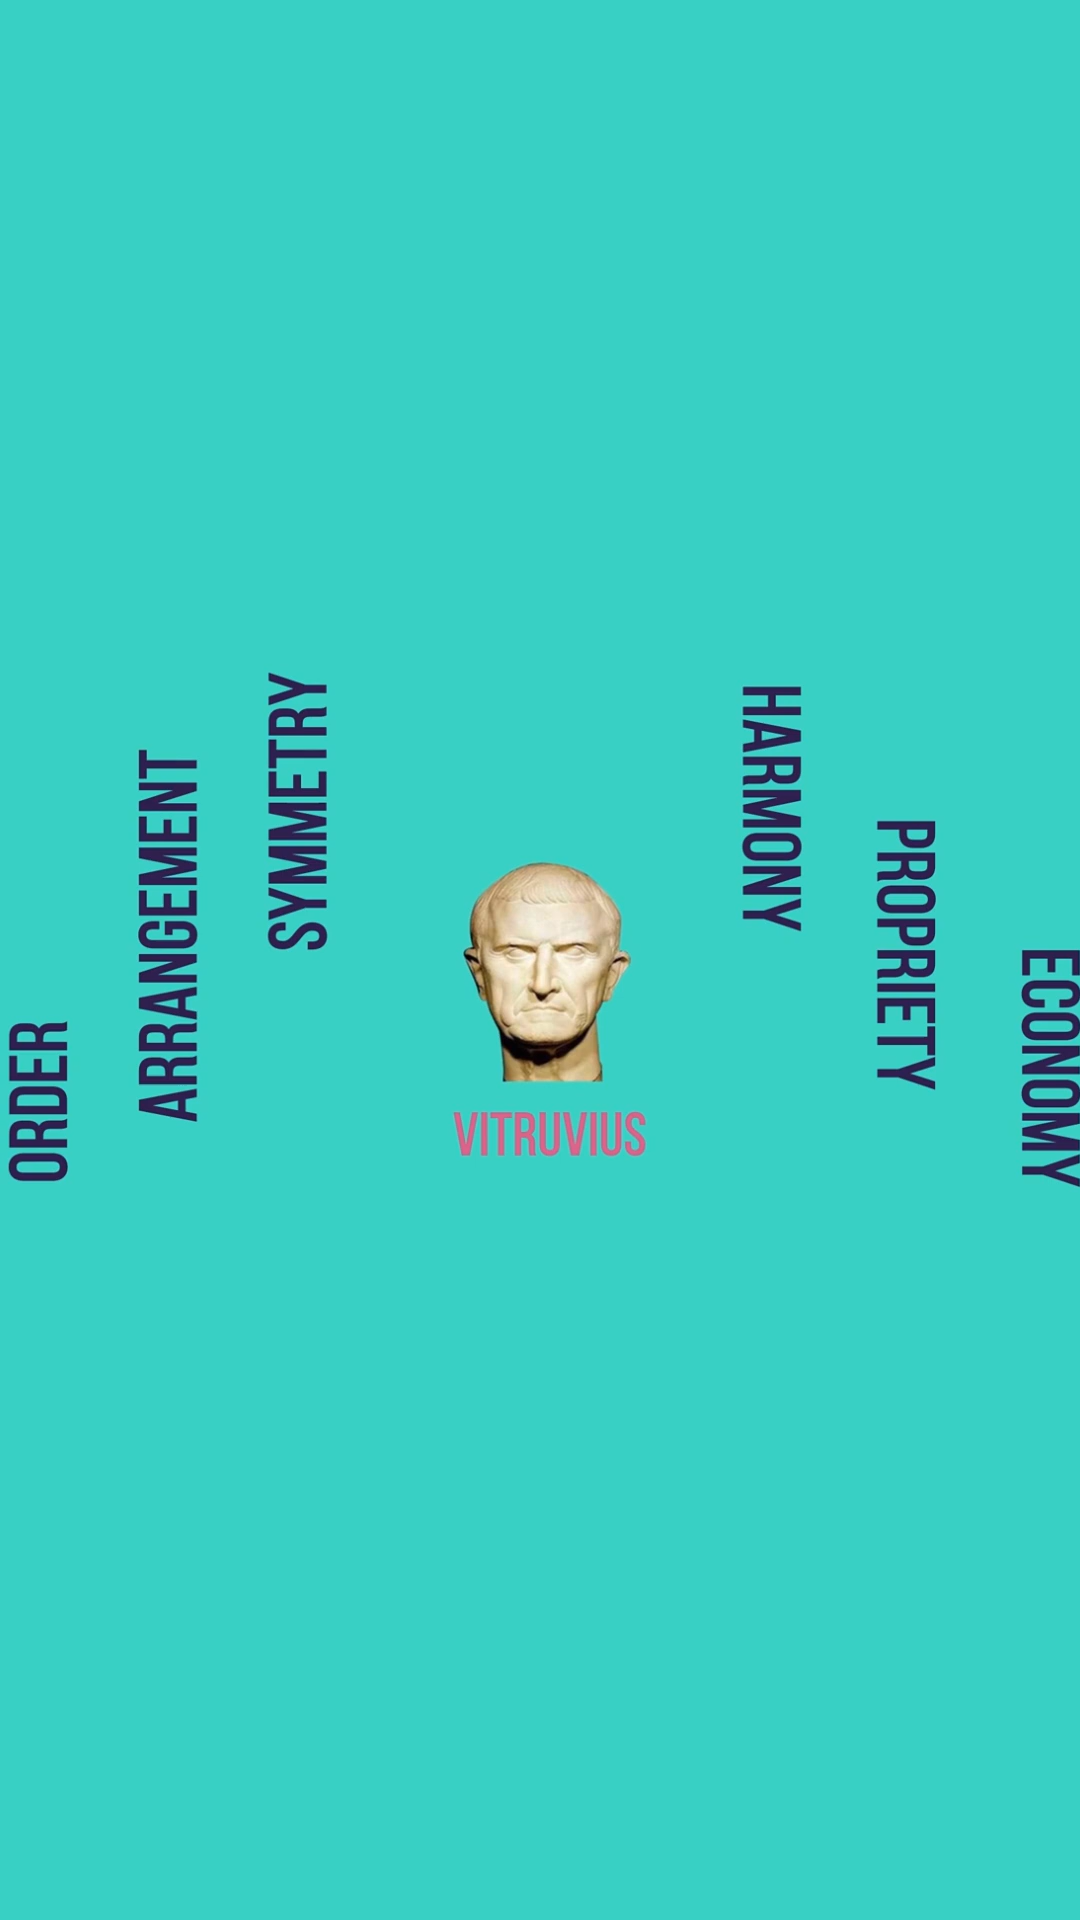 ORDER
ARRANGEMENT
SYMMETRY
HARMONY
PROPRIETY
ECONOMY
VITRUVIUS